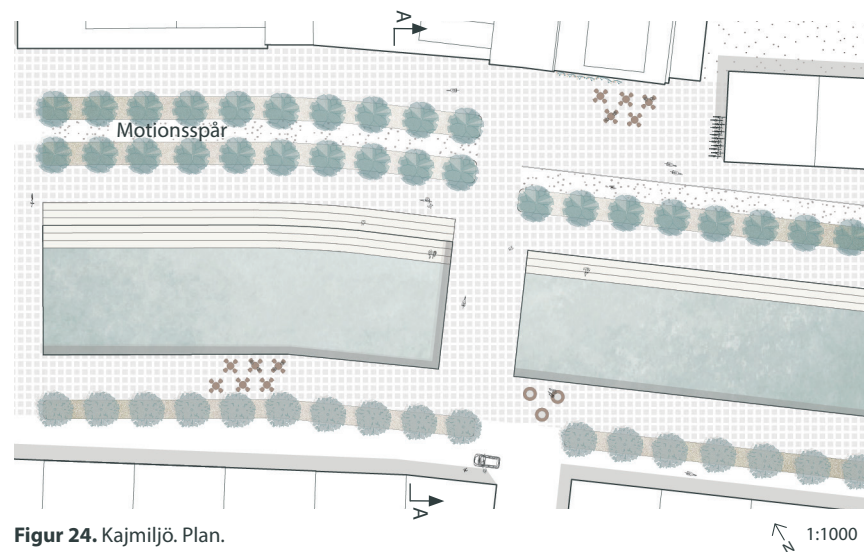 A
Motionsspår
A
Figur 24. Kajmiljö. Plan.
N
1:1000